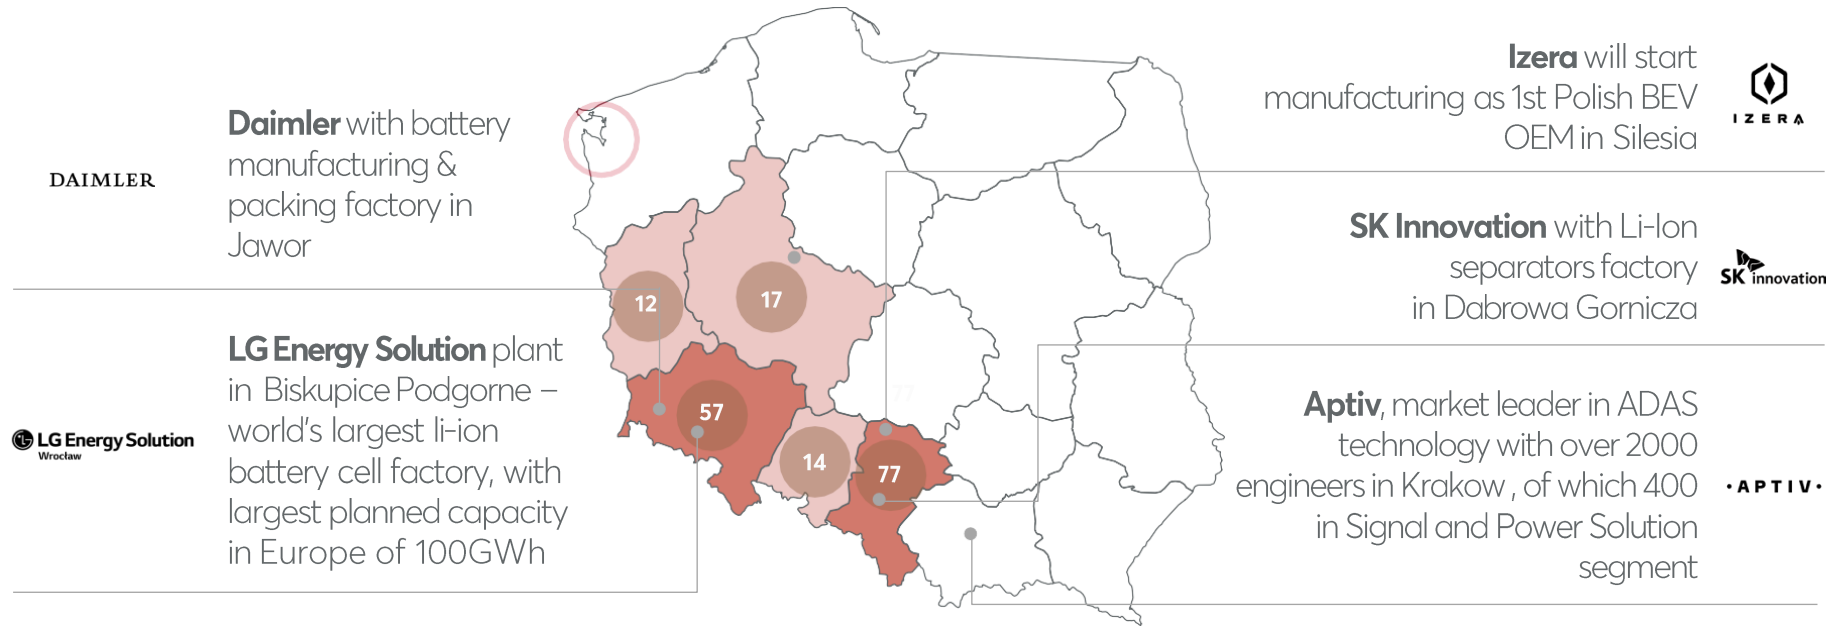 DAIMLER
Daimler with battery
manufacturing &
packing factory in
Jawor
LG Energy Solution
Wrocław
LG Energy Solution plant
in Biskupice Podgorne –
world's largest li-ion
battery cell factory, with
largest planned capacity
in Europe of 100GWh
12
17
57
14
77
77
Izera will start
manufacturing as 1st Polish BEV
OEM in Silesia
IZERA
SK Innovation with Li-Ion
separators factory
in Dabrowa Gornicza
SK innovation
Aptiv, market leader in ADAS
technology with over 2000
engineers in Krakow , of which 400
in Signal and Power Solution
segment
· APTIV ·